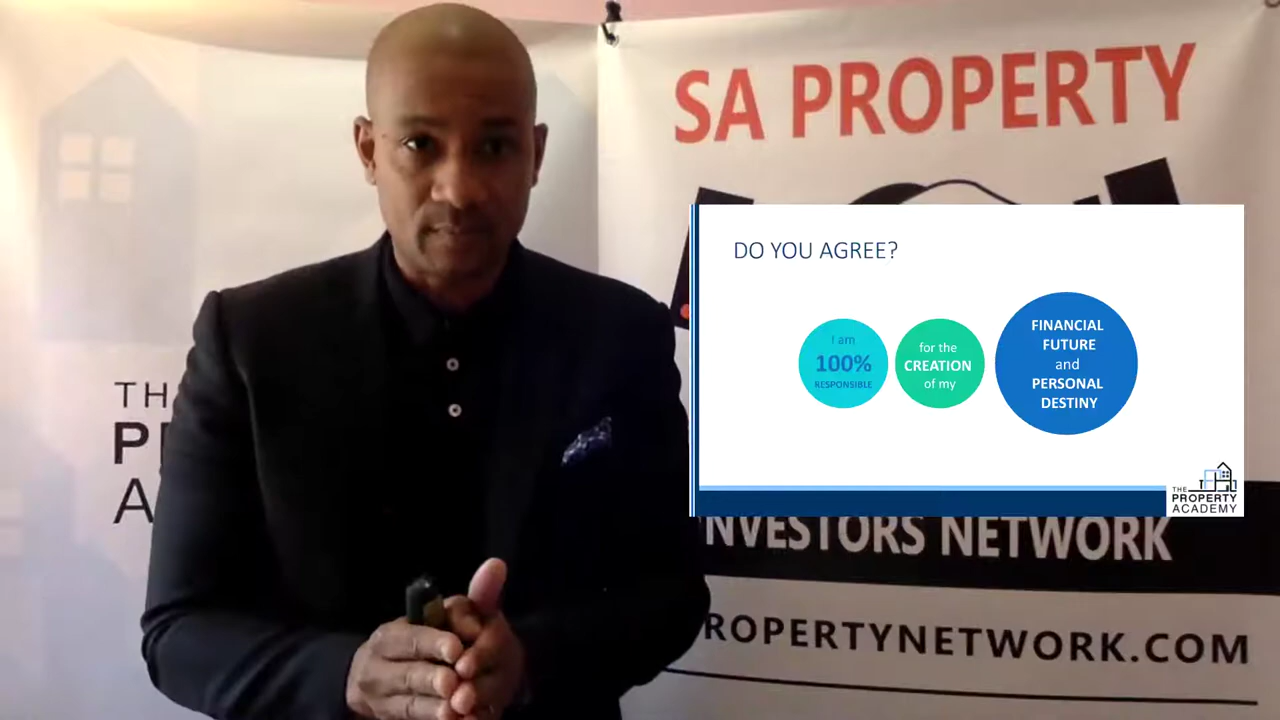 SA PROPERTY
DO YOU AGREE?
I am
100%
RESPONSIBLE
for the
CREATION
of my
FINANCIAL
FUTURE
and
PERSONAL
DESTINY
THE
PROPERTY
ACADEMY
TH
P
A
NVESTORS NETWORK
ROPERTYNETWORK.COM